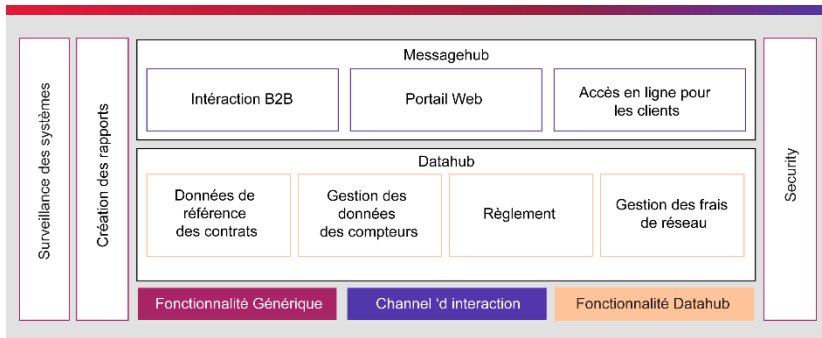 Surveillance des systèmes
Création des rapports
Messagehub
Intéraction B2B
Portail Web
Accès en ligne pour
les clients
Datahub
Données de
référence
des contrats
Gestion des
données
des compteurs
Règlement
Gestion des frais
de réseau
Security
Fonctionnalité Générique
Channel 'd interaction
Fonctionnalité Datahub